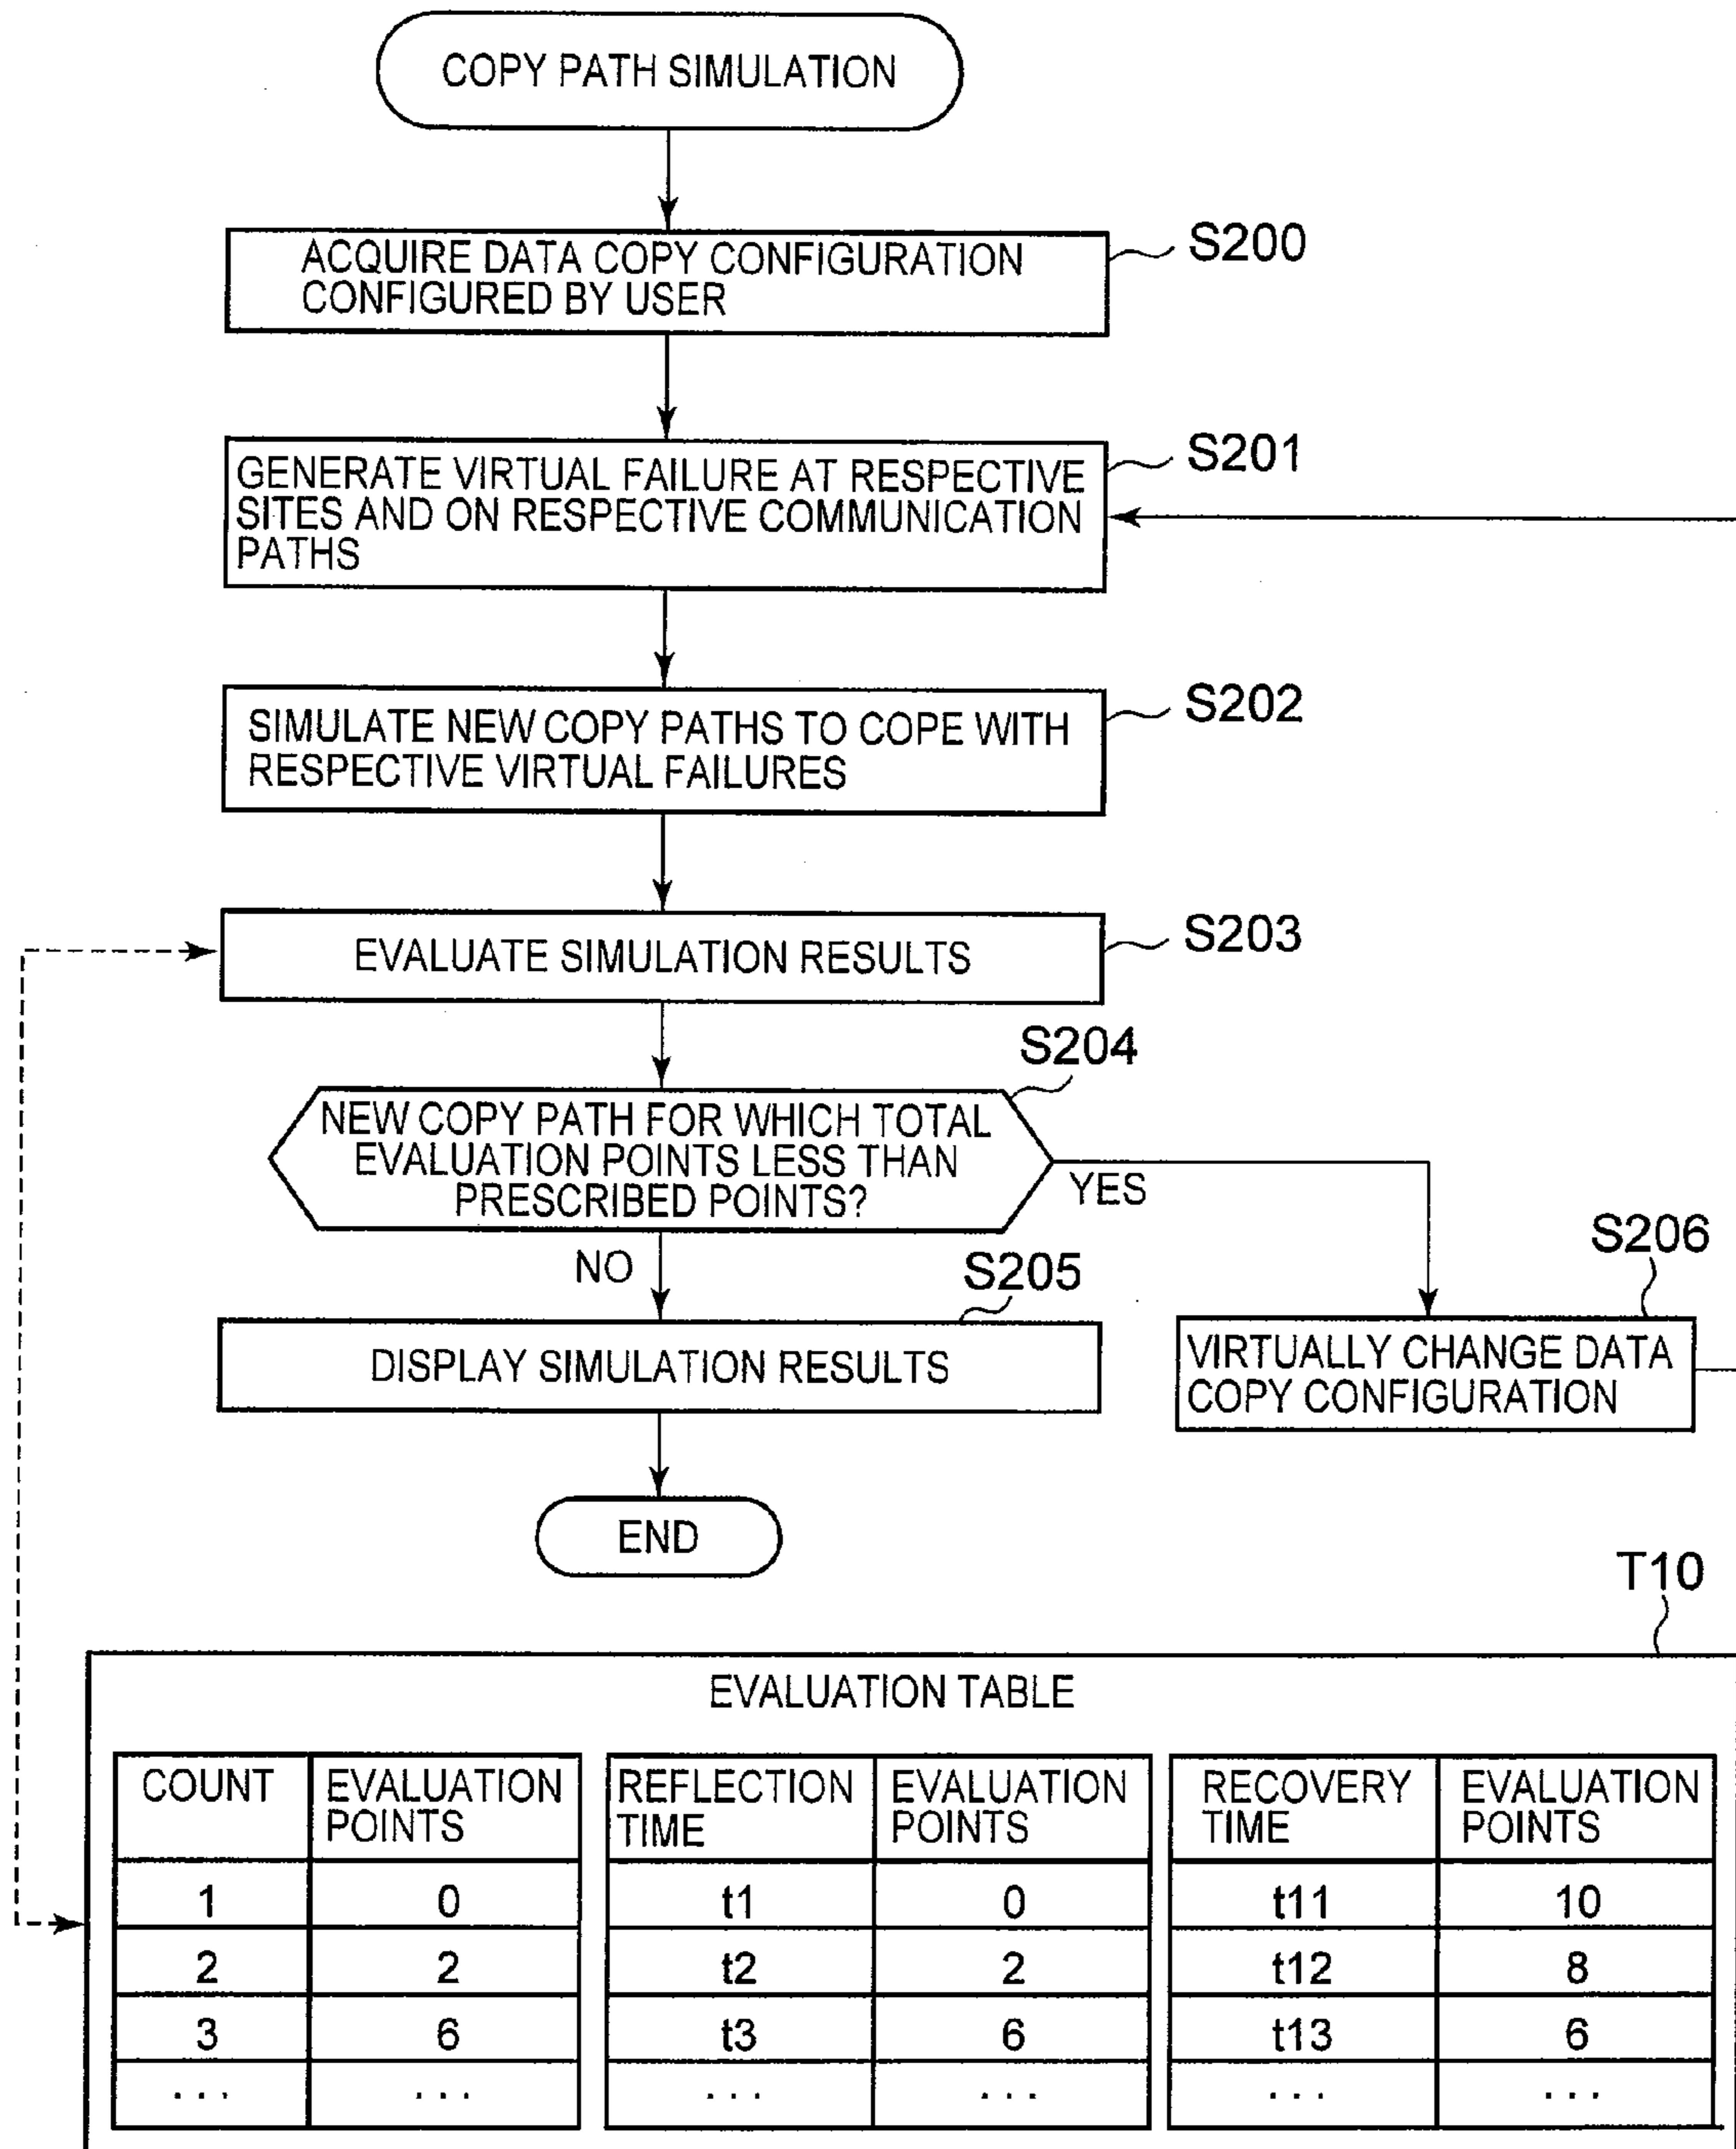 COPY PATH SIMULATION
ACQUIRE DATA COPY CONFIGURATION
CONFIGURED BY USER
S200
GENERATE VIRTUAL FAILURE AT RESPECTIVE
SITES AND ON RESPECTIVE COMMUNICATION
PATHS
S201
SIMULATE NEW COPY PATHS TO COPE WITH
RESPECTIVE VIRTUAL FAILURES
S202
EVALUATE SIMULATION RESULTS
S203
S204
NEW COPY PATH FOR WHICH TOTAL
EVALUATION POINTS LESS THAN
PRESCRIBED POINTS?
YES
NO
S205
S206
DISPLAY SIMULATION RESULTS
VIRTUALLY CHANGE DATA
COPY CONFIGURATION
END
T10
EVALUATION TABLE
COUNT EVALUATION POINTS REFLECTION TIME EVALUATION POINTS RECOVERY TIME EVALUATION POINTS
1 0 t1 0 t11 10
2 2 t2 2 t12 8
3 6 t3 6 t13 6
... ... ... ... ... ...